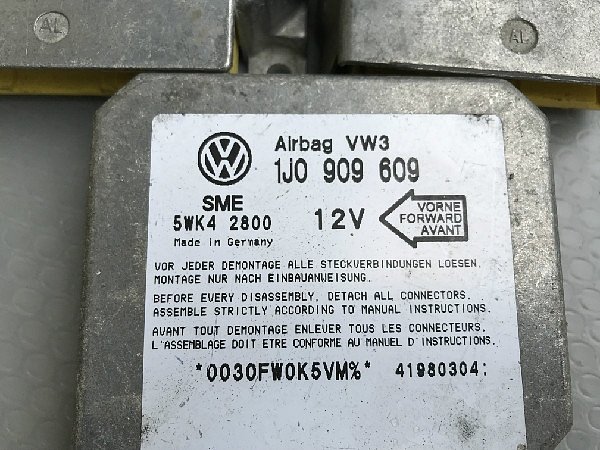 AL
AL
VW
Airbag VW3
1J0 909 609
SME
5WK4 2800
12V
VORNE
FORWARD
AVANT
Made in Germany
VOR JEDER DEMONTAGE ALLE STECKVERBINDUNGEN LOESEN.
MONTAGE NUR NACH EINBAUANWEISUNG.
BEFORE EVERY DISASSEMBLY, DETACH ALL CONNECTORS.
ASSEMBLE STRICTLY ACCORDING TO MANUAL INSTRUCTIONS.
AVANT TOUT DEMONTAGE ENLEVER TOUS LES CONNECTEURS.
L'ASSEMBLAGE DOIT ETRE CONFORME AU MANUEL D'INSTRUCTIONS.
*0030FW0K5VM%* 41980304: